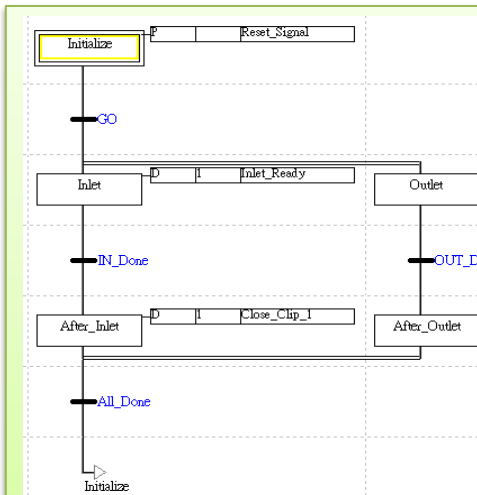 Initialize P Reset_Signal
GO
Inlet D 1 Inlet_Ready Outlet
IN_Done OUT_D
After_Inlet D 1 Close_Clip_1 After_Outlet
All_Done
Initialize